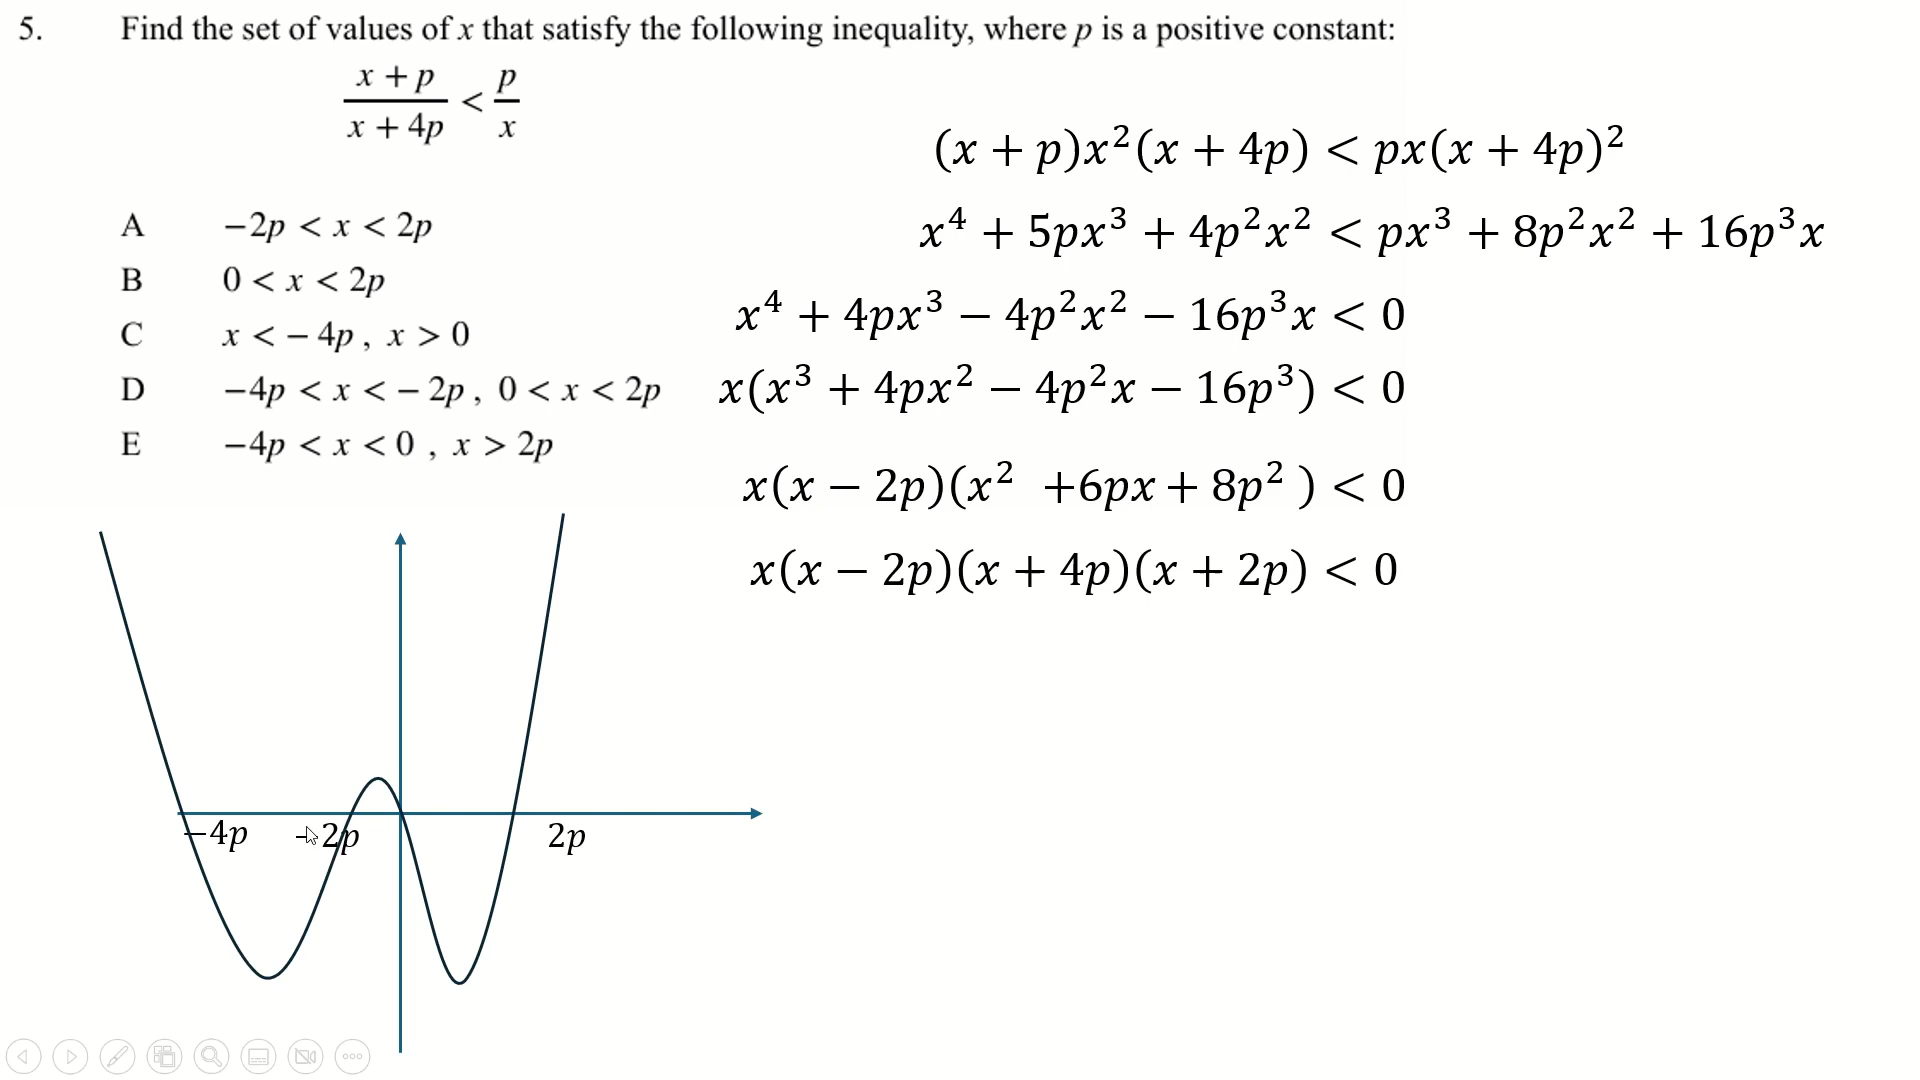 5. Find the set of values of x that satisfy the following inequality, where p is a positive constant:
(x + p)/(x + 4p) < p/x
A −2p < x < 2p
B 0 < x < 2p
C x < − 4p , x > 0
D −4p < x < − 2p , 0 < x < 2p
E −4p < x < 0 , x > 2p
(x + p)x²(x + 4p) < px(x + 4p)²
x⁴ + 5px³ + 4p²x² < px³ + 8p²x² + 16p³x
x⁴ + 4px³ − 4p²x² − 16p³x < 0
x(x³ + 4px² − 4p²x − 16p³) < 0
x(x − 2p)(x² +6px + 8p² ) < 0
x(x − 2p)(x + 4p)(x + 2p) < 0
−4p −2p 2p